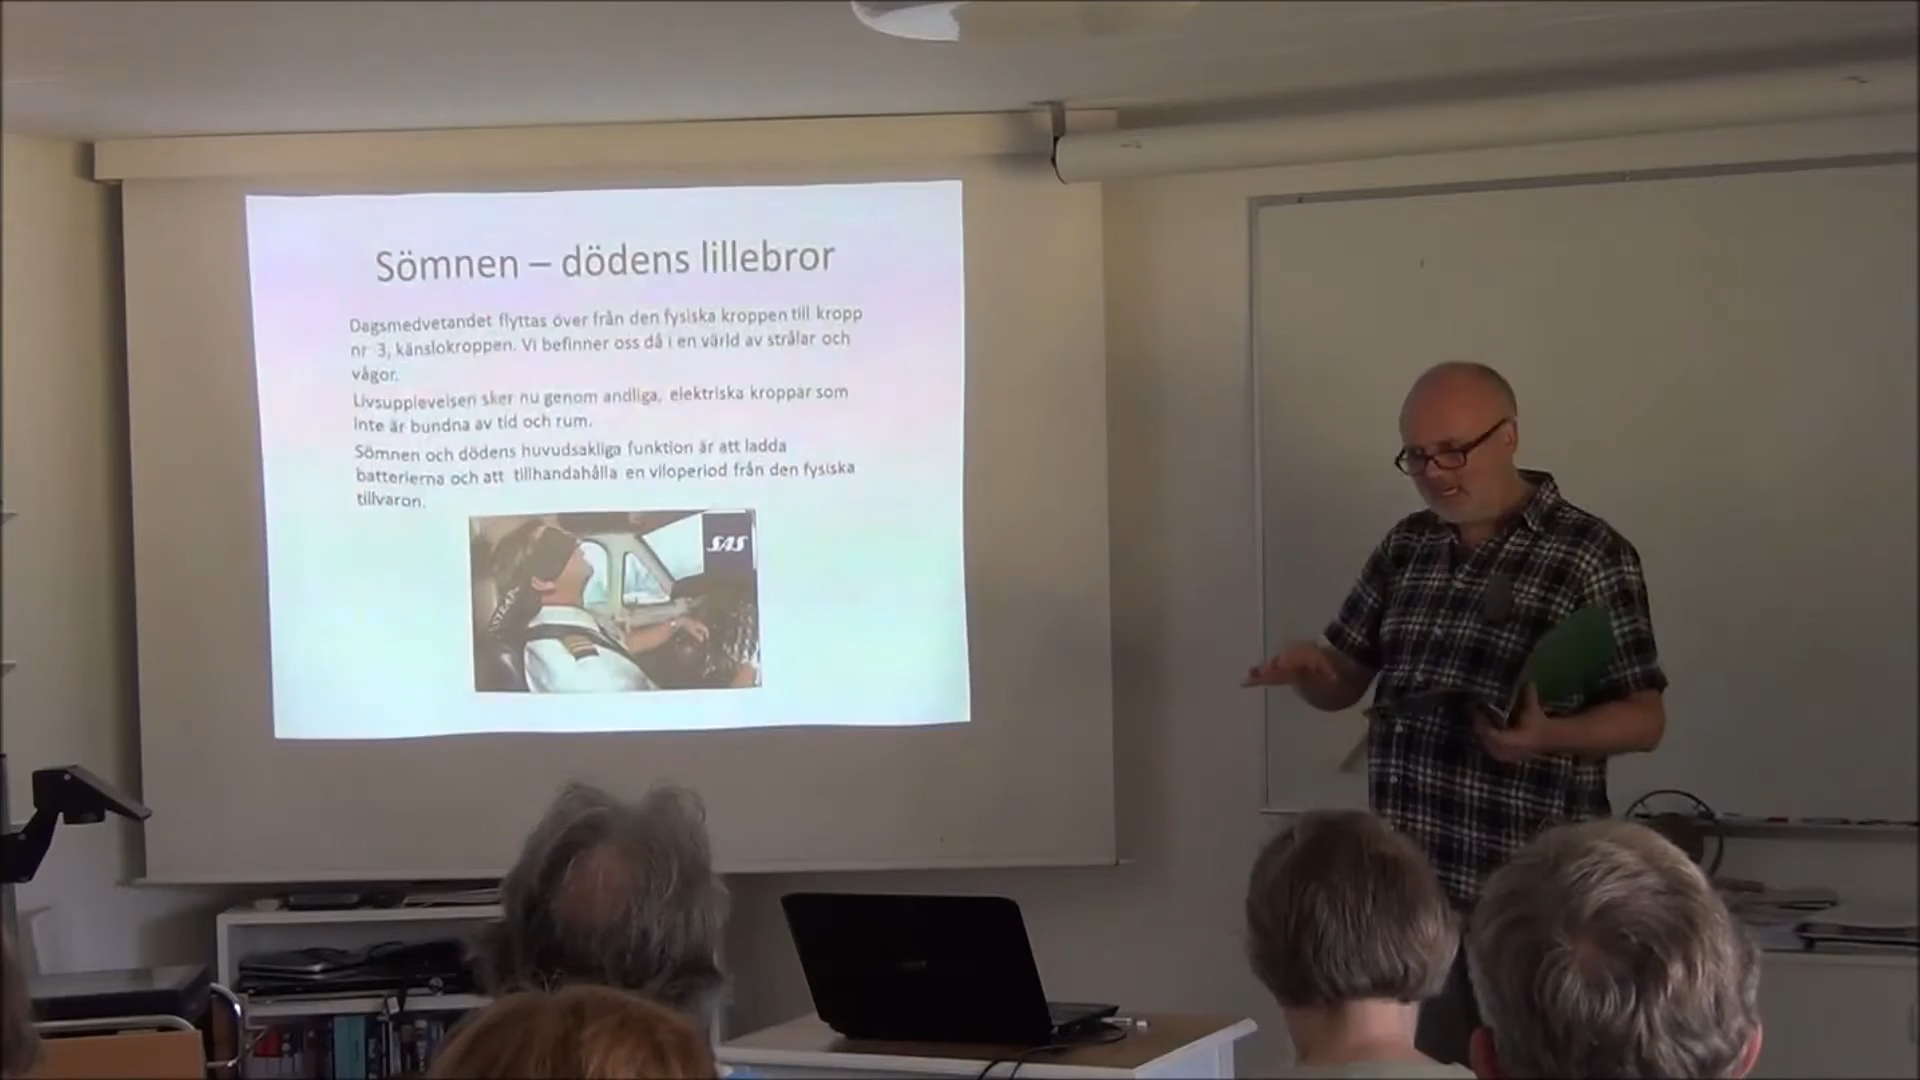 Sömnen – dödens lillebror
Dagsmedvetandet flyttas över från den fysiska kroppen till kropp
nr 3, känslokroppen. Vi befinner oss då i en värld av strålar och
vågor.
Livsupplevelsen sker nu genom andliga, elektriska kroppar som
inte är bundna av tid och rum.
Sömnen och dödens huvudsakliga funktion är att ladda
batterierna och att tillhandahålla en viloperiod från den fysiska
tillvaron.
SAS